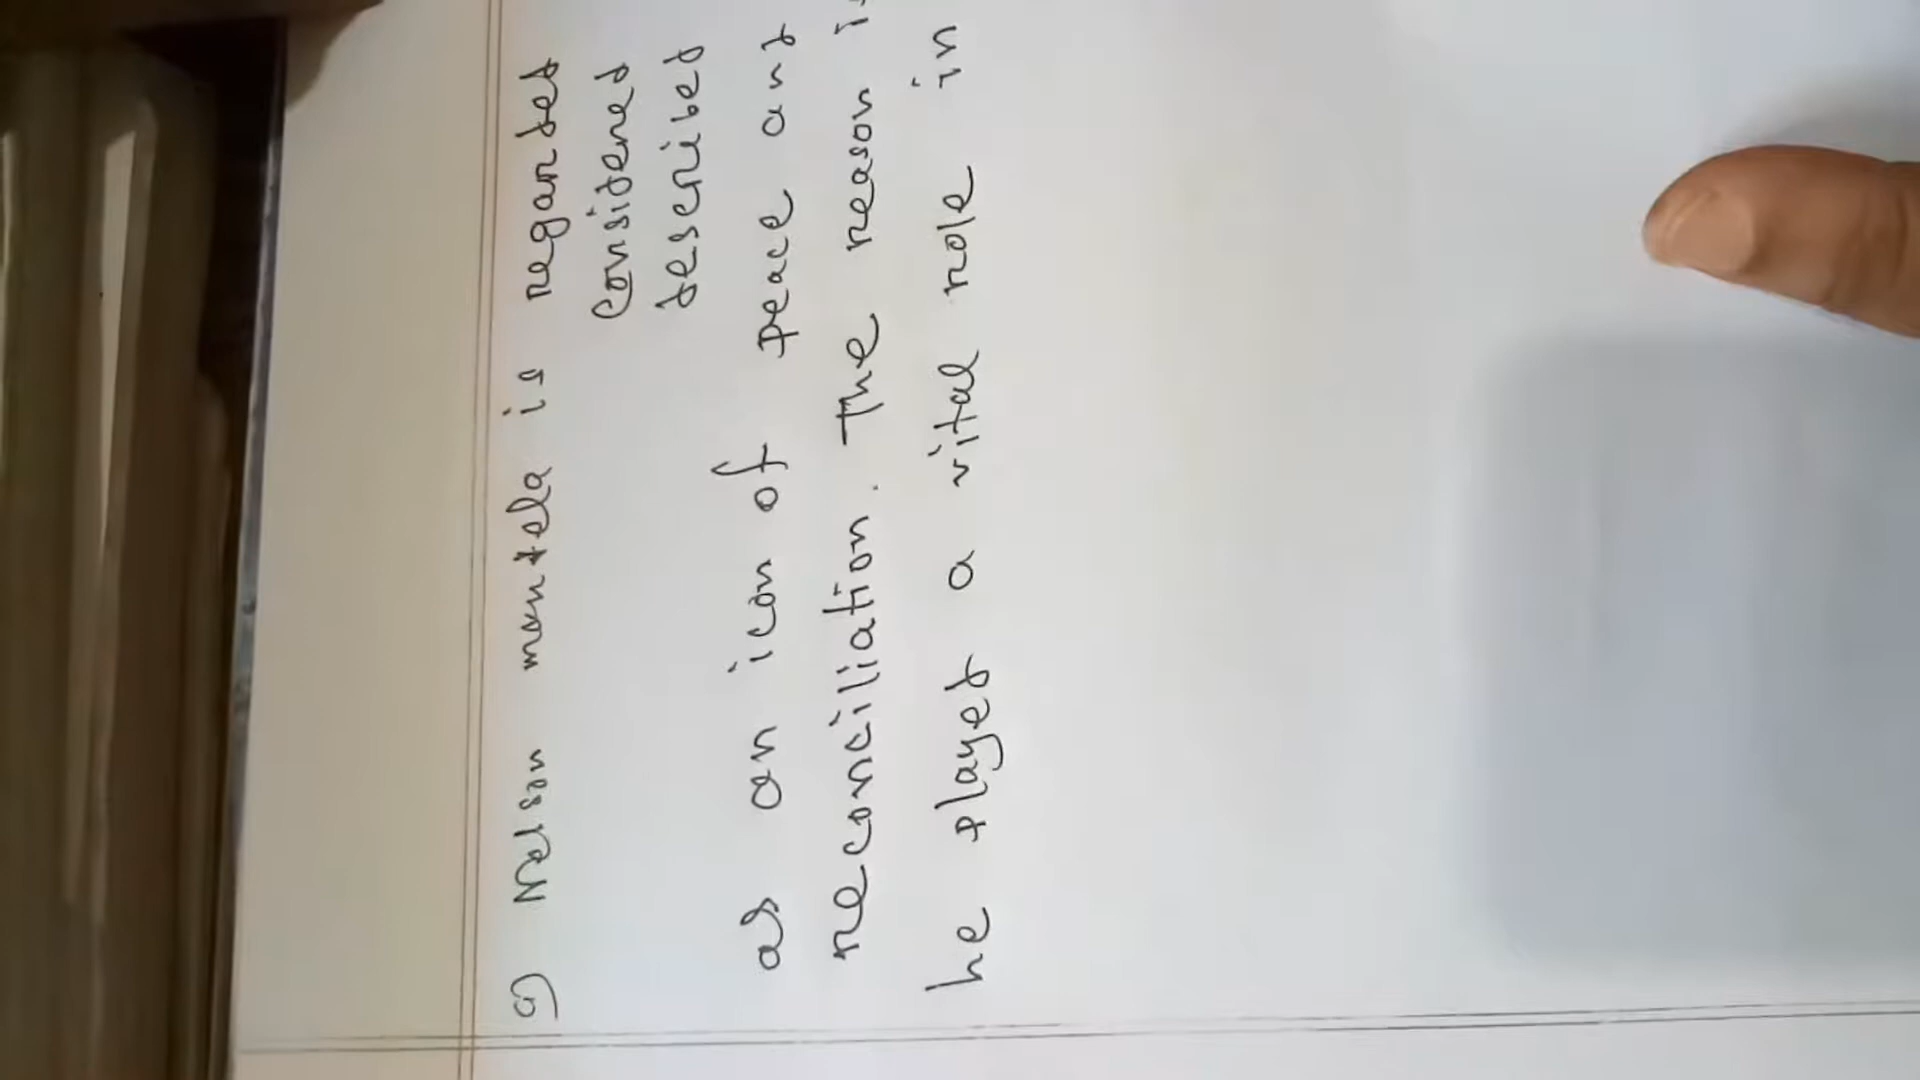 a) Nelson mandela is regarded
considered
described
as an icon of peace and
reconciliation. The reason is
he played a vital role in